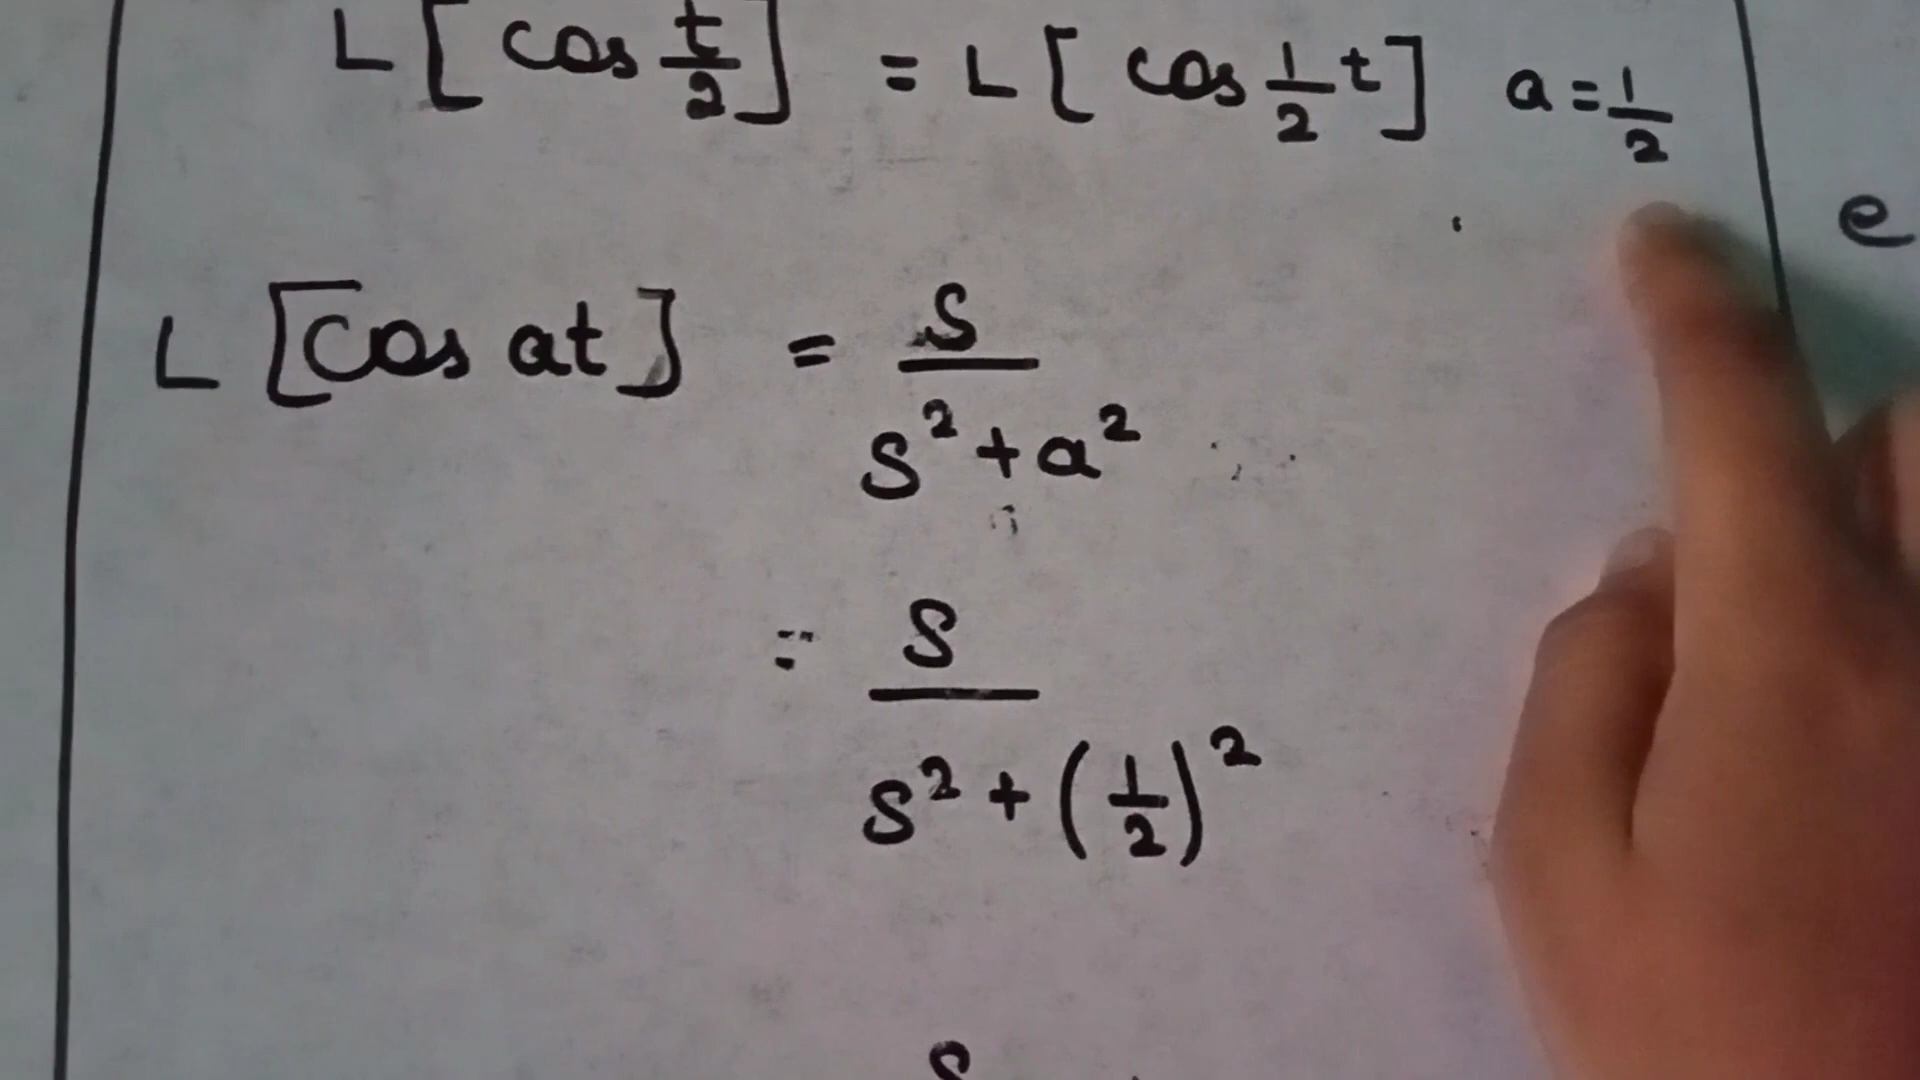 L[cos t/2] = L[cos 1/2 t] a = 1/2
e
L[cos at] = s/(s² + a²)
= s/(s² + (1/2)²)
s